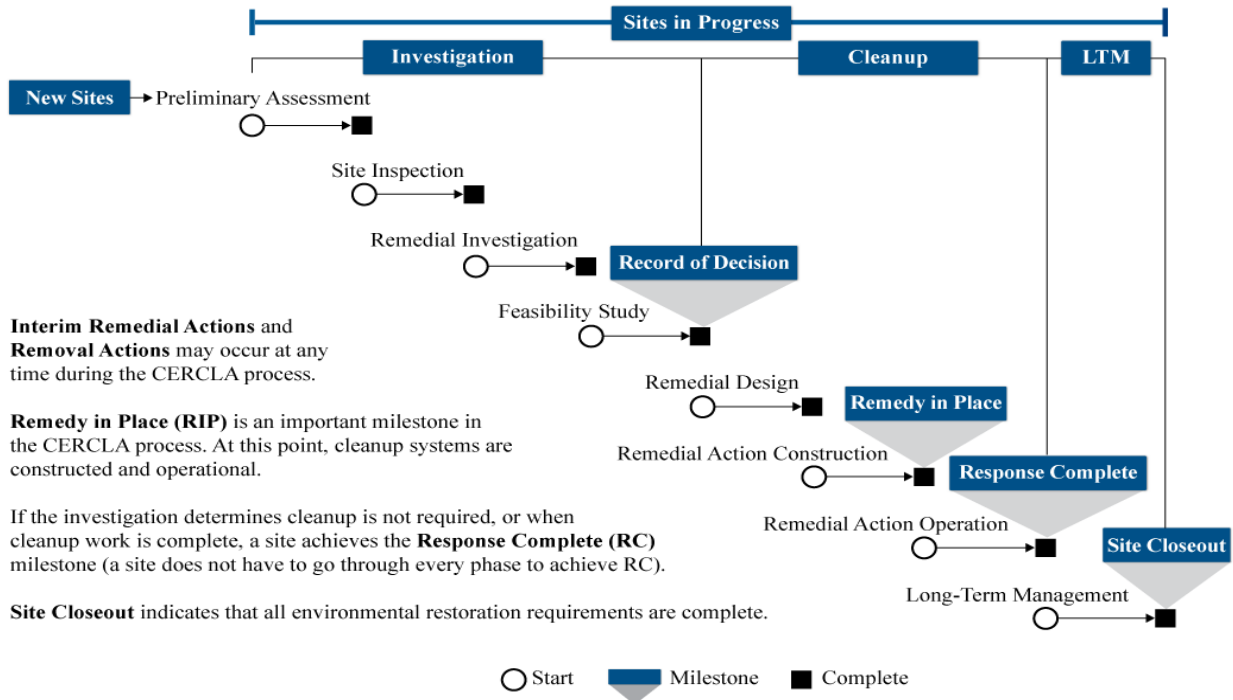 Sites in Progress
Investigation
Cleanup
LTM
New Sites
Preliminary Assessment
Site Inspection
Remedial Investigation
Record of Decision
Feasibility Study
Interim Remedial Actions and
Removal Actions may occur at any
time during the CERCLA process.
Remedial Design
Remedy in Place
Remedy in Place (RIP) is an important milestone in
the CERCLA process. At this point, cleanup systems are
constructed and operational.
Remedial Action Construction
Response Complete
If the investigation determines cleanup is not required, or when
cleanup work is complete, a site achieves the Response Complete (RC)
milestone (a site does not have to go through every phase to achieve RC).
Remedial Action Operation
Site Closeout
Site Closeout indicates that all environmental restoration requirements are complete.
Long-Term Management
Start
Milestone
Complete